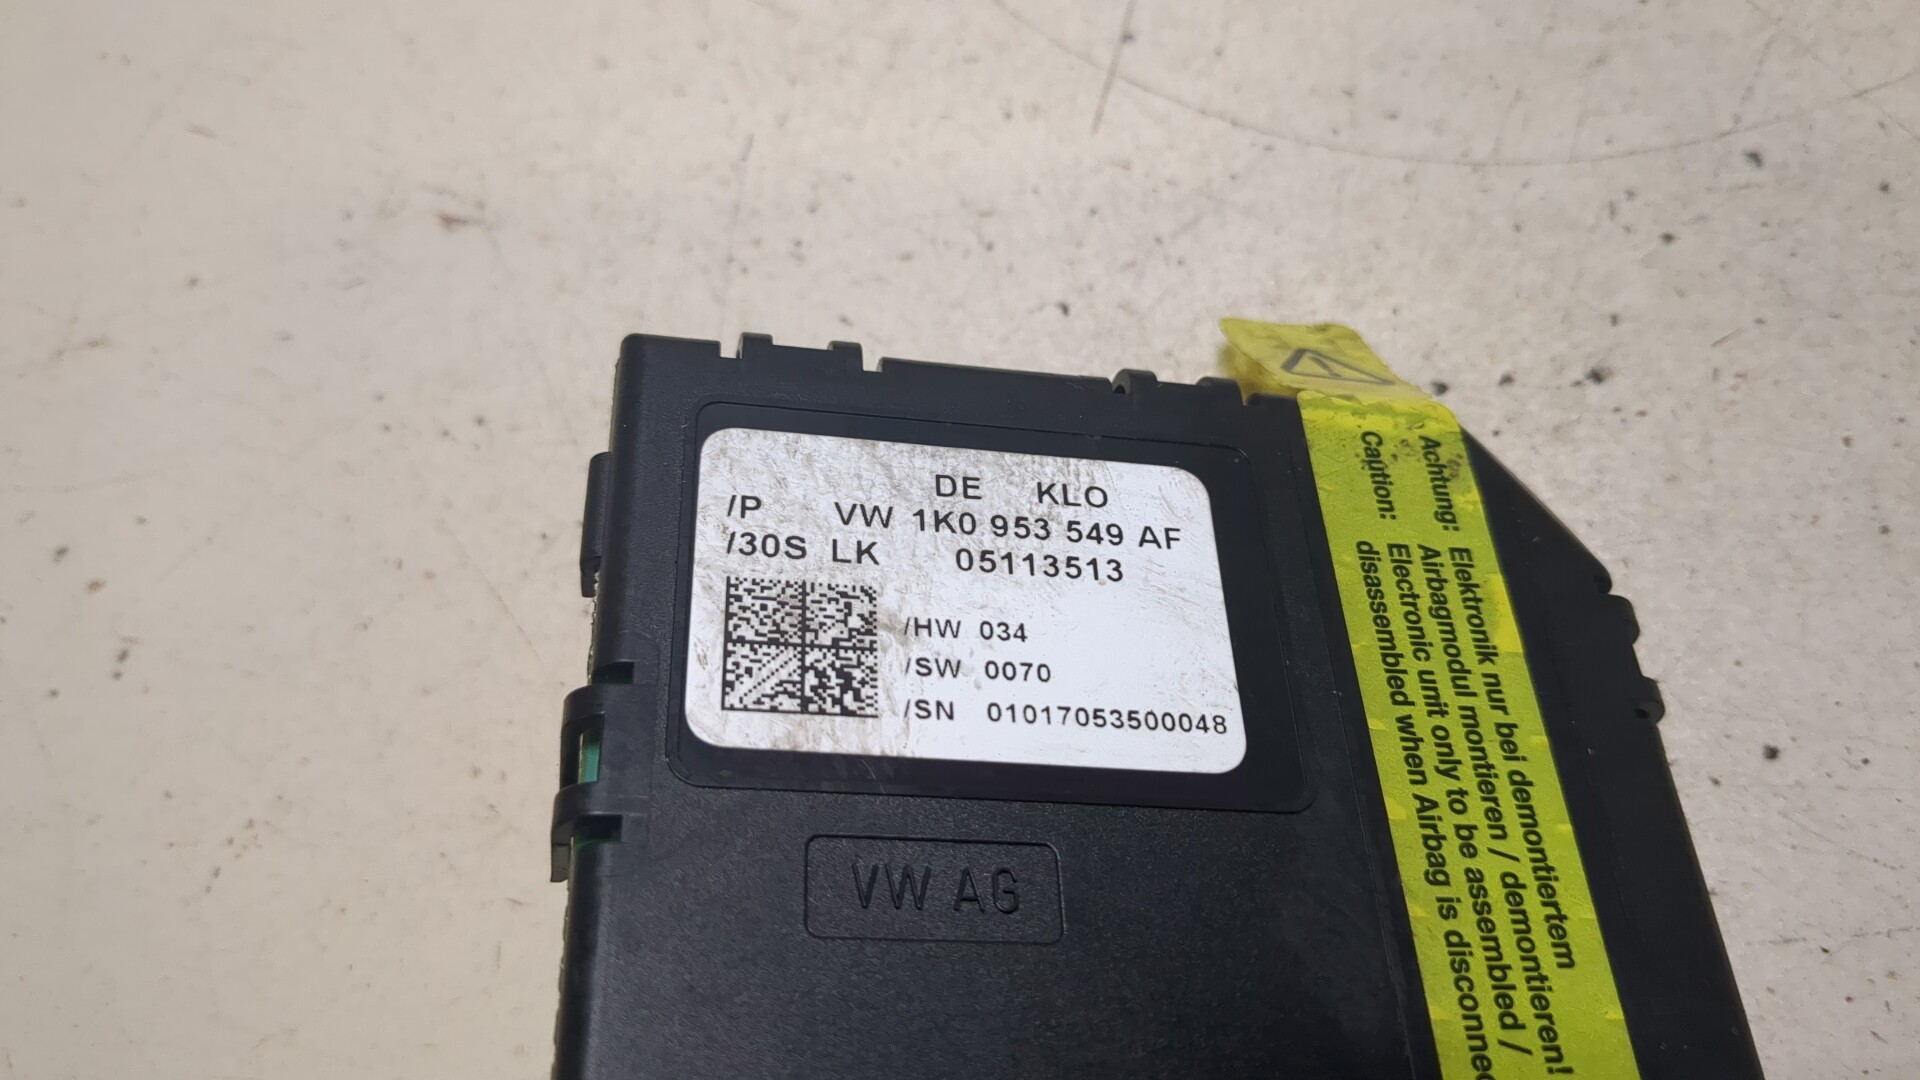 DE KLO
/P VW 1K0 953 549 AF
/30S LK 05113513
/HW 034
/SW 0070
/SN 01017053500048
VW AG
Achtung: Elektronik nur bei demontiertem
Airbagmodul montieren / demontieren!
Caution: Electronic unit only to be assembled /
disassembled when Airbag is